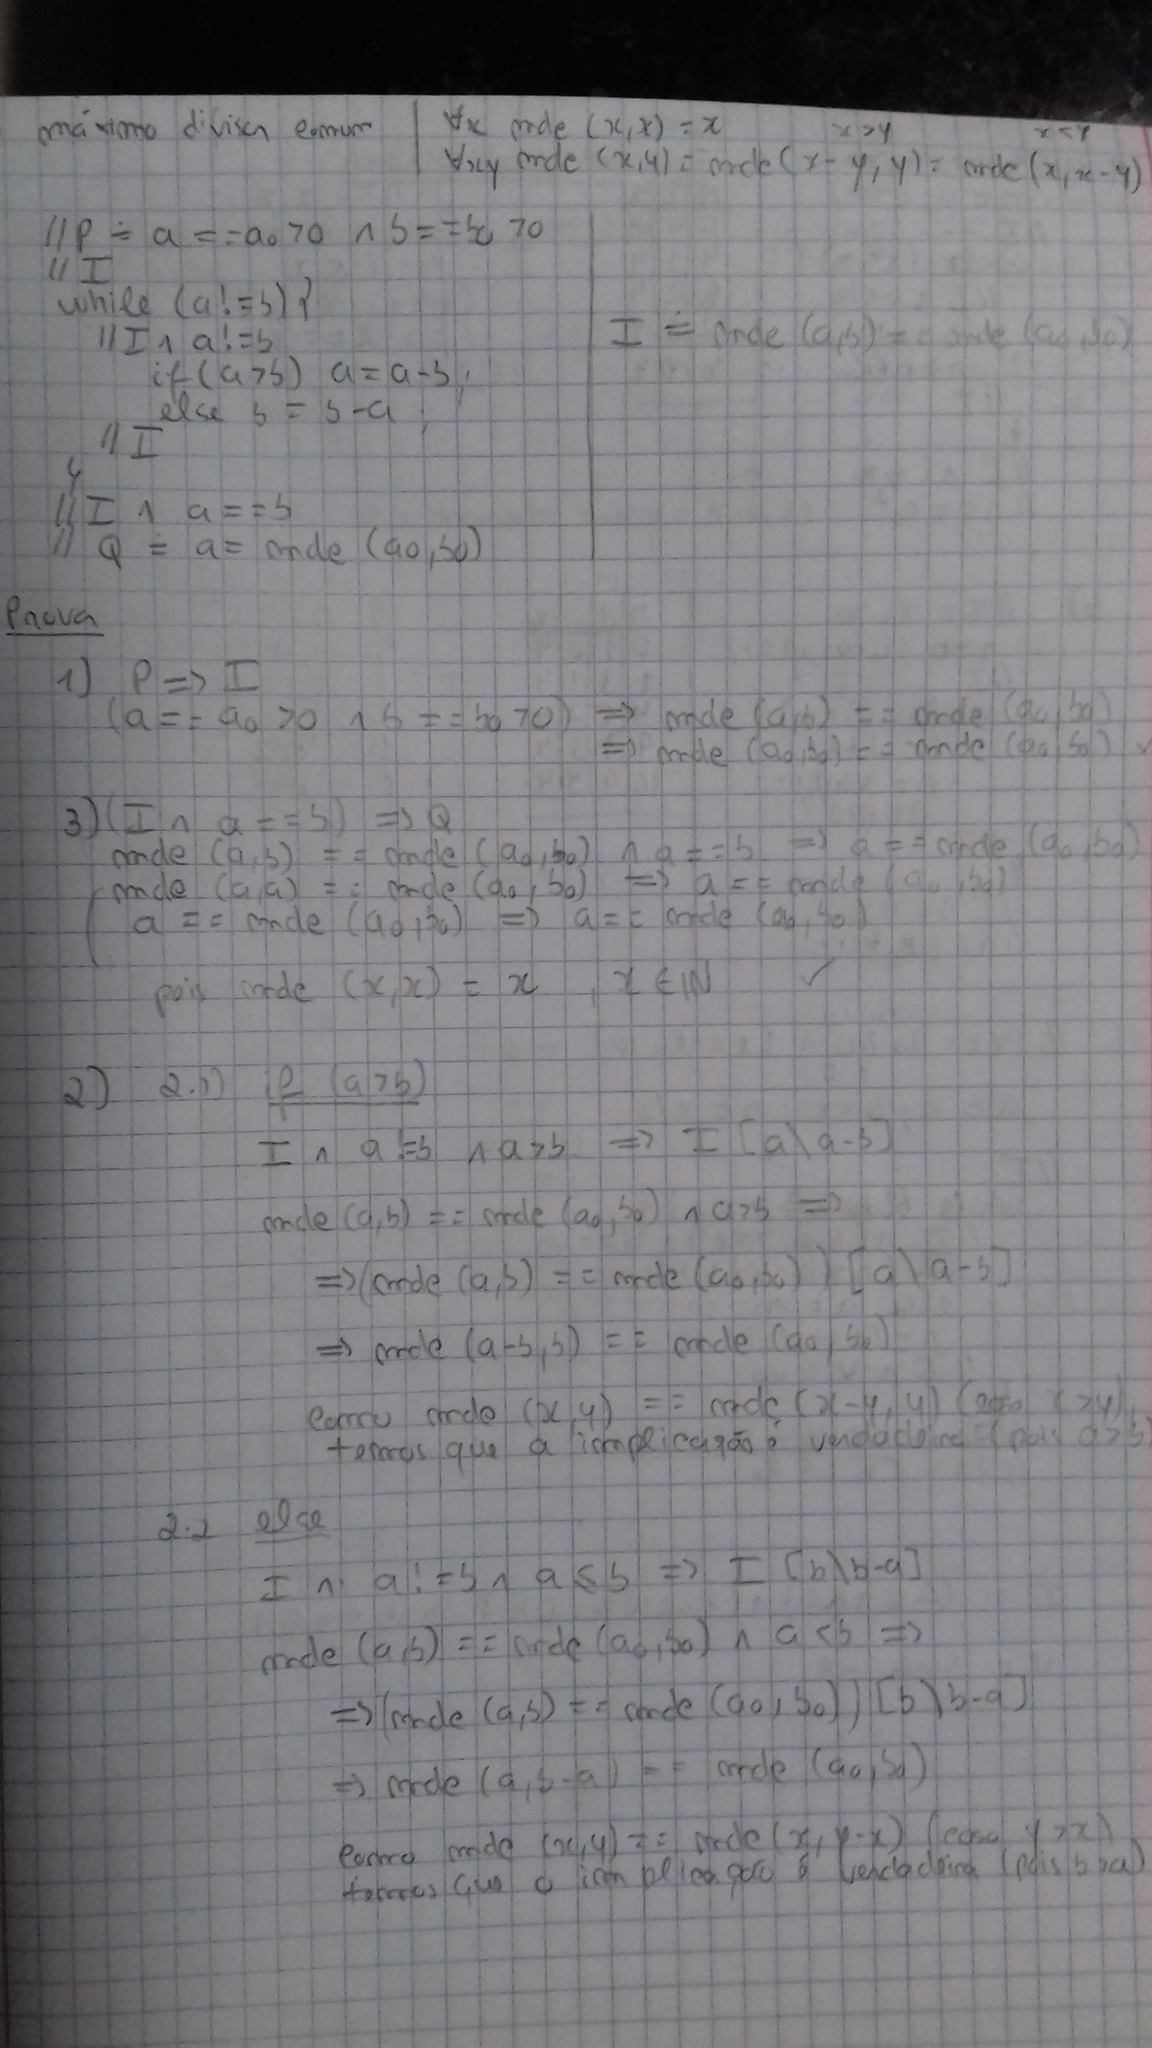 máximo divisor comum | ∀x mdc (x,x) = x
x>y x<y
∀xy mdc (x,y) = mdc (x-y, y) = mdc (x, x-y)
// P ≐ a == a₀ > 0 ∧ b == b₀ > 0
// I
while (a != b) {
// I ∧ a != b
I ≐ mdc (a,b) == mdc (a₀,b₀)
if (a > b) a = a-b;
else b = b-a;
// I
}
// I ∧ a == b
// Q ≐ a = mdc (a₀, b₀)
Prova
1) P => I
(a == a₀ > 0 ∧ b == b₀ > 0) => mdc (a,b) == mdc (a₀,b₀)
=> mdc (a₀,b₀) == mdc (a₀,b₀) ✓
3) (I ∧ a == b) => Q
mdc (a,b) == mdc (a₀,b₀) ∧ a == b => a == mdc (a₀,b₀)
mdc (a,a) == mdc (a₀,b₀) => a == mdc (a₀,b₀)
a == mdc (a₀,b₀) => a == mdc (a₀,b₀)
pois mdc (x,x) = x , x ∈ ℕ ✓
2) 2.1) if (a>b)
I ∧ a != b ∧ a > b => I [a\a-b]
mdc (a,b) == mdc (a₀,b₀) ∧ a>b =>
=> (mdc (a,b) == mdc (a₀,b₀)) [a\a-b]
=> mdc (a-b,b) == mdc (a₀,b₀)
como mdc (x,y) == mdc (x-y, y) (caso x>y),
temos que a implicação é verdadeira (pois a>b)
2.2 else
I ∧ a != b ∧ a ≤ b => I [b\b-a]
mdc (a,b) == mdc (a₀,b₀) ∧ a < b =>
=> (mdc (a,b) == mdc (a₀,b₀)) [b\b-a]
=> mdc (a, b-a) == mdc (a₀,b₀)
como mdc (x,y) == mdc (x, y-x) (caso y>x)
temos que a implicação é verdadeira (pois b>a)